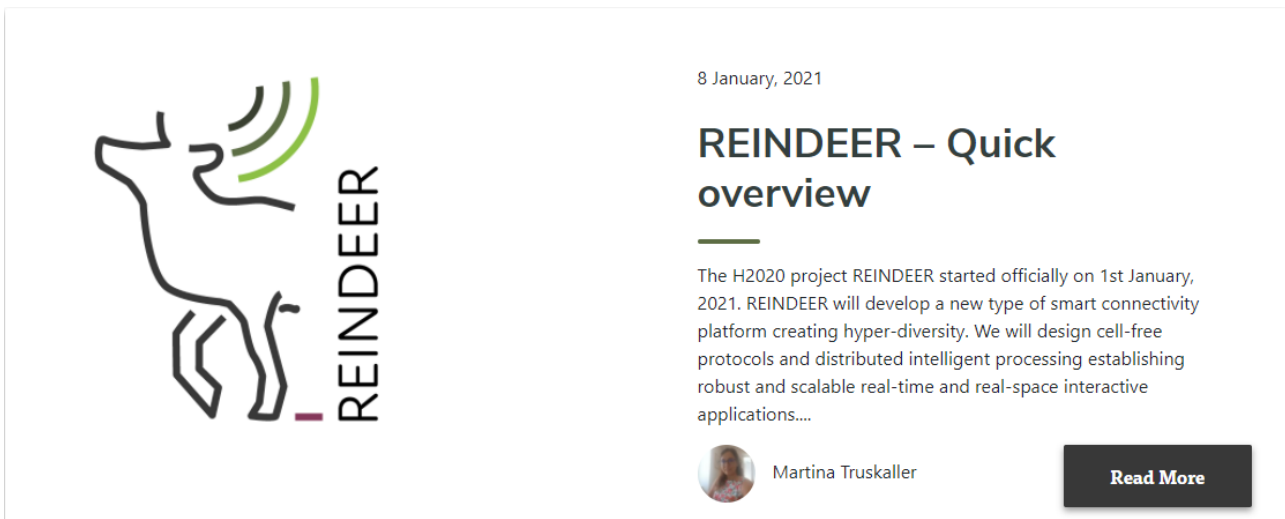 REINDEER
8 January, 2021
REINDEER – Quick
overview
The H2020 project REINDEER started officially on 1st January,
2021. REINDEER will develop a new type of smart connectivity
platform creating hyper-diversity. We will design cell-free
protocols and distributed intelligent processing establishing
robust and scalable real-time and real-space interactive
applications....
Martina Truskaller
Read More